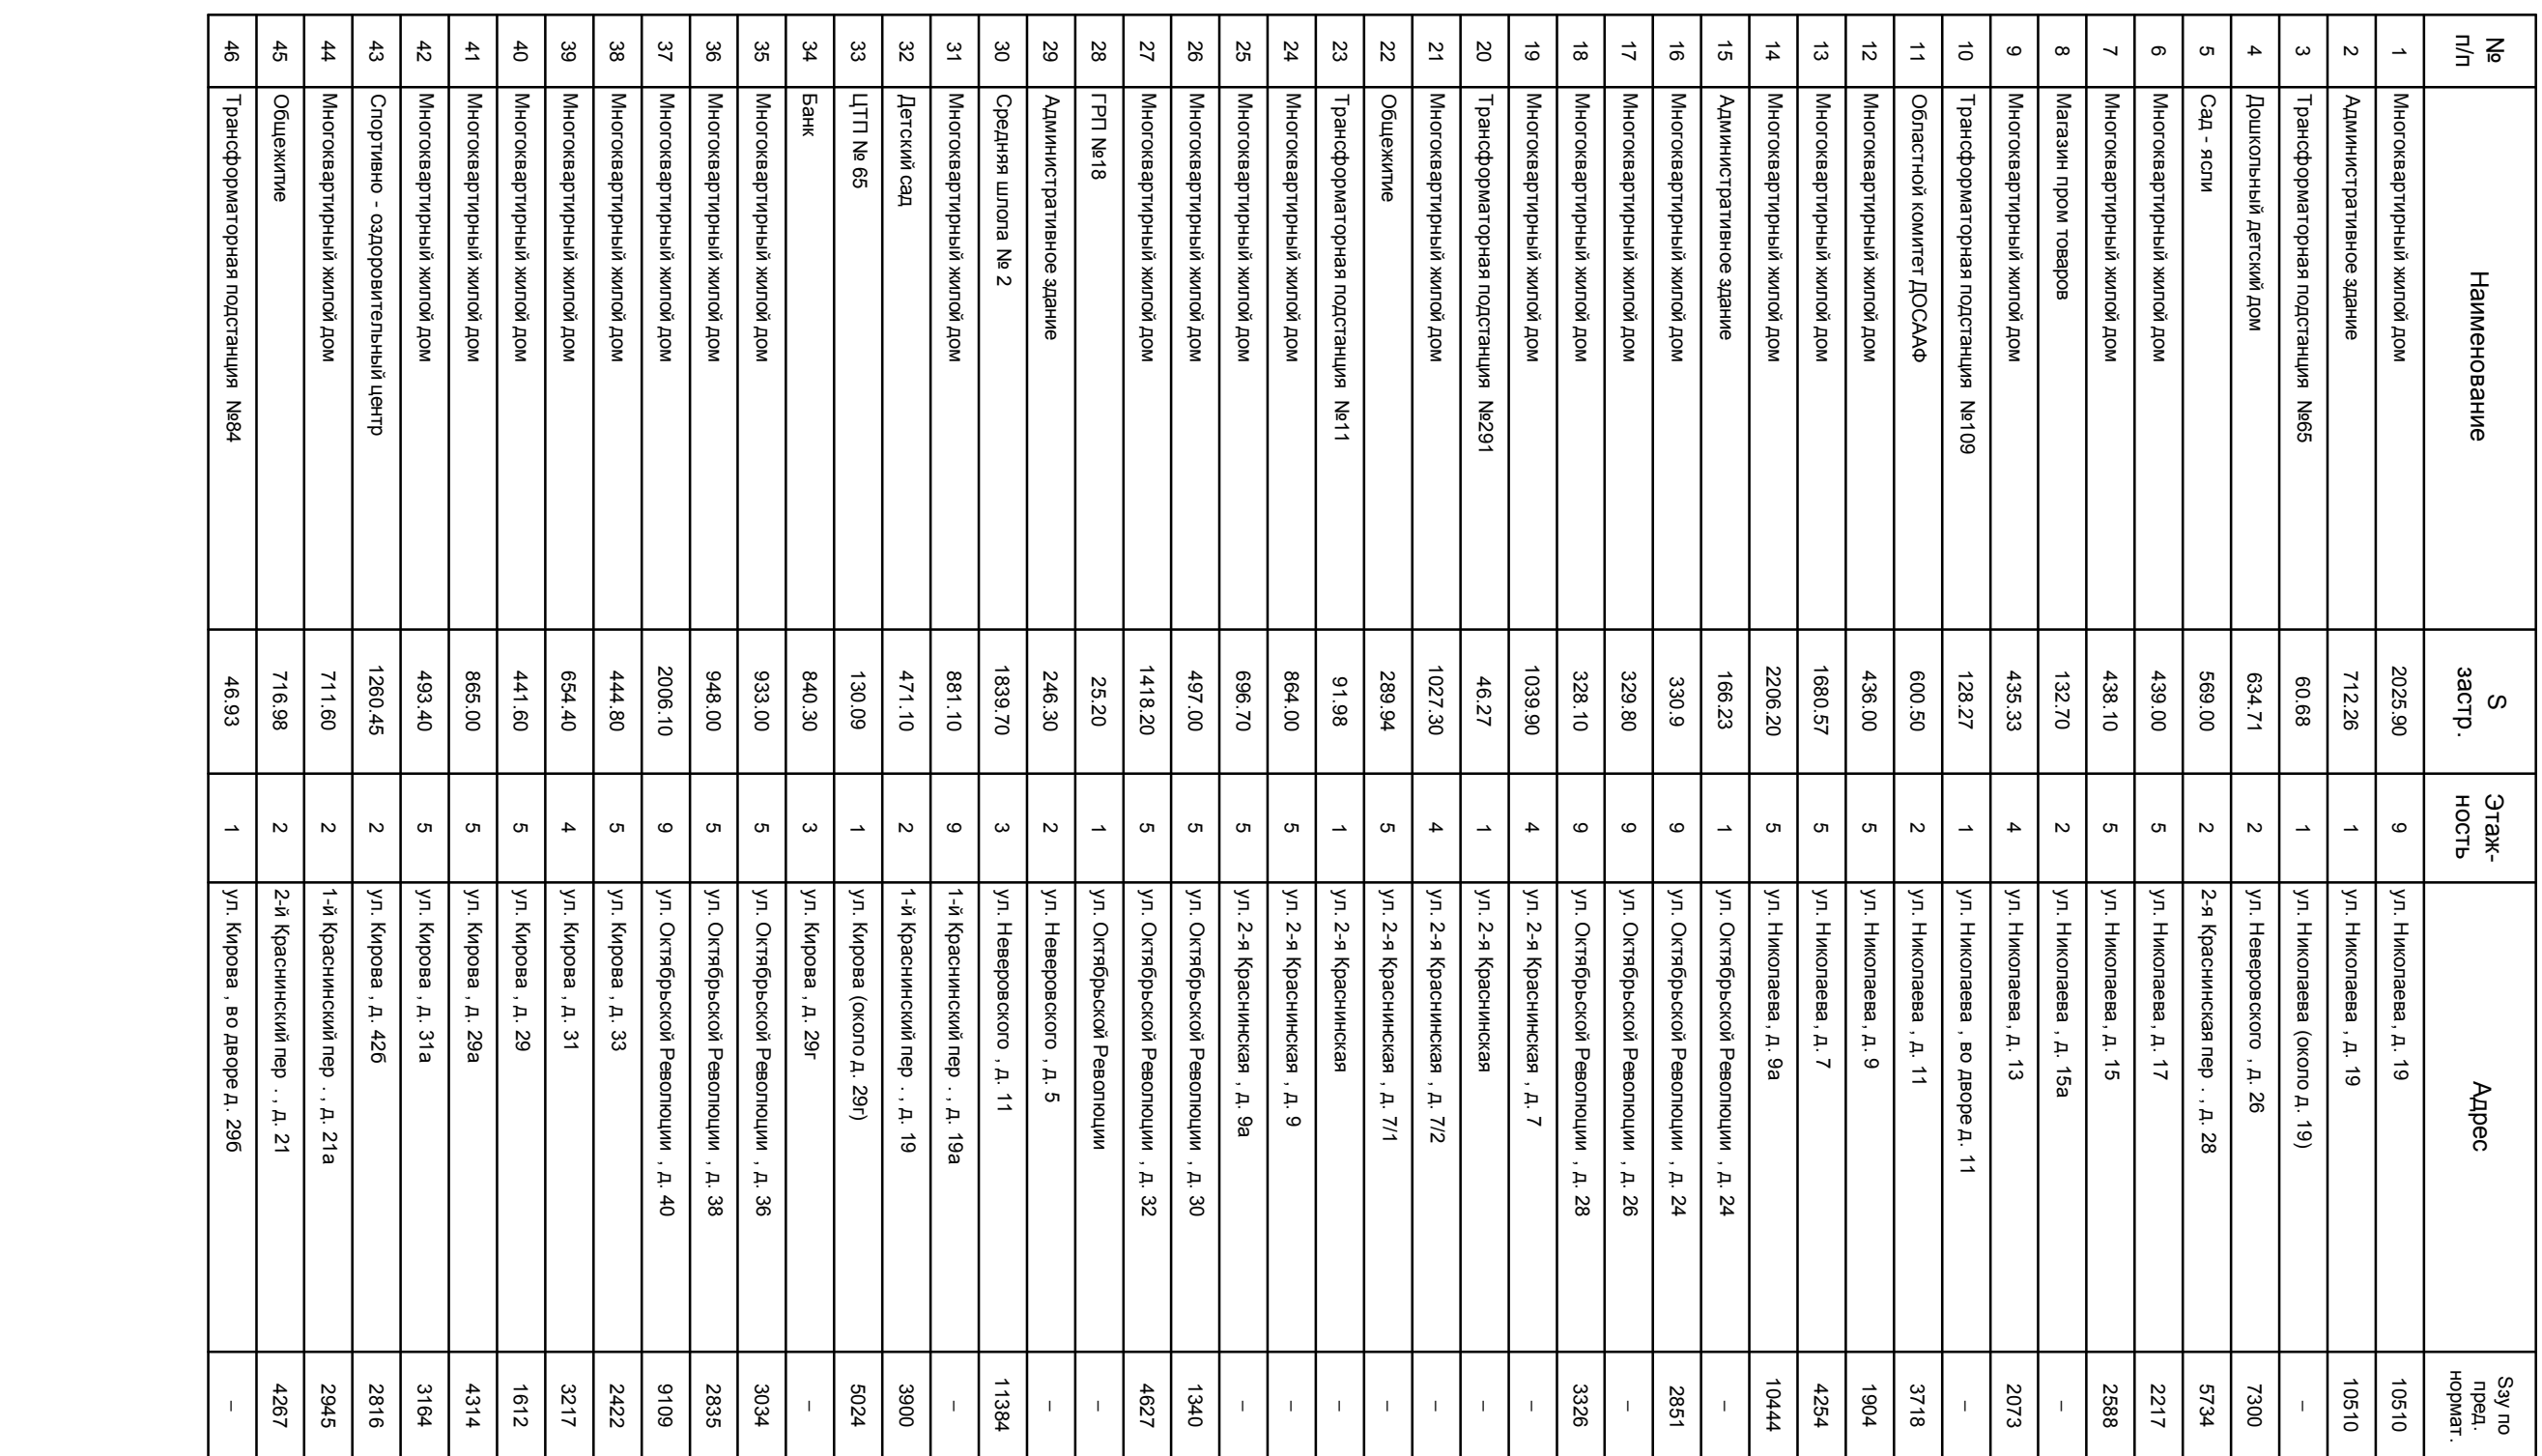 № п/п Наименование S застр. Этаж-ность Адрес Sзу по пред. нормат.
1 Многоквартирный жилой дом 2025.90 9 ул. Николаева, д. 19 10510
2 Административное здание 712.26 1 ул. Николаева , д. 19 10510
3 Трансформаторная подстанция №65 60.68 1 ул. Николаева (около д. 19) –
4 Дошкольный детский дом 634.71 2 ул. Неверовского , д. 26 7300
5 Сад - ясли 569.00 2 2-я Краснинская пер . , д. 28 5734
6 Многоквартирный жилой дом 439.00 5 ул. Николаева, д. 17 2217
7 Многоквартирный жилой дом 438.10 5 ул. Николаева, д. 15 2588
8 Магазин пром товаров 132.70 2 ул. Николаева , д. 15а –
9 Многоквартирный жилой дом 435.33 4 ул. Николаева, д. 13 2073
10 Трансформаторная подстанция №109 128.27 1 ул. Николаева , во дворе д. 11 –
11 Областной комитет ДОСААФ 600.50 2 ул. Николаева , д. 11 3718
12 Многоквартирный жилой дом 436.00 5 ул. Николаева, д. 9 1904
13 Многоквартирный жилой дом 1680.57 5 ул. Николаева, д. 7 4254
14 Многоквартирный жилой дом 2206.20 5 ул. Николаева, д. 9а 10444
15 Административное здание 166.23 1 ул. Октябрьской Революции , д. 24 –
16 Многоквартирный жилой дом 330.9 9 ул. Октябрьской Революции , д. 24 2851
17 Многоквартирный жилой дом 329.80 9 ул. Октябрьской Революции , д. 26 –
18 Многоквартирный жилой дом 328.10 9 ул. Октябрьской Революции , д. 28 3326
19 Многоквартирный жилой дом 1039.90 4 ул. 2-я Краснинская , д. 7 –
20 Трансформаторная подстанция №291 46.27 1 ул. 2-я Краснинская –
21 Многоквартирный жилой дом 1027.30 4 ул. 2-я Краснинская , д. 7/2 –
22 Общежитие 289.94 5 ул. 2-я Краснинская , д. 7/1 –
23 Трансформаторная подстанция №11 91.98 1 ул. 2-я Краснинская –
24 Многоквартирный жилой дом 864.00 5 ул. 2-я Краснинская , д. 9 –
25 Многоквартирный жилой дом 696.70 5 ул. 2-я Краснинская , д. 9а –
26 Многоквартирный жилой дом 497.00 5 ул. Октябрьской Революции , д. 30 1340
27 Многоквартирный жилой дом 1418.20 5 ул. Октябрьской Революции , д. 32 4627
28 ГРП №18 25.20 1 ул. Октябрьской Революции –
29 Административное здание 246.30 2 ул. Неверовского , д. 5 –
30 Средняя шлопа № 2 1839.70 3 ул. Неверовского , д. 11 11384
31 Многоквартирный жилой дом 881.10 9 1-й Краснинский пер . , д. 19а –
32 Детский сад 471.10 2 1-й Краснинский пер . , д. 19 3900
33 ЦТП № 65 130.09 1 ул. Кирова (около д. 29г) 5024
34 Банк 840.30 3 ул. Кирова , д. 29г –
35 Многоквартирный жилой дом 933.00 5 ул. Октябрьской Революции , д. 36 3034
36 Многоквартирный жилой дом 948.00 5 ул. Октябрьской Революции , д. 38 2835
37 Многоквартирный жилой дом 2006.10 9 ул. Октябрьской Революции , д. 40 9109
38 Многоквартирный жилой дом 444.80 5 ул. Кирова , д. 33 2422
39 Многоквартирный жилой дом 654.40 4 ул. Кирова , д. 31 3217
40 Многоквартирный жилой дом 441.60 5 ул. Кирова , д. 29 1612
41 Многоквартирный жилой дом 865.00 5 ул. Кирова , д. 29а 4314
42 Многоквартирный жилой дом 493.40 5 ул. Кирова , д. 31а 3164
43 Спортивно - оздоровительный центр 1260.45 2 ул. Кирова , д. 42б 2816
44 Многоквартирный жилой дом 711.60 2 1-й Краснинский пер . , д. 21а 2945
45 Общежитие 716.98 2 2-й Краснинский пер . , д. 21 4267
46 Трансформаторная подстанция №84 46.93 1 ул. Кирова , во дворе д. 29б –